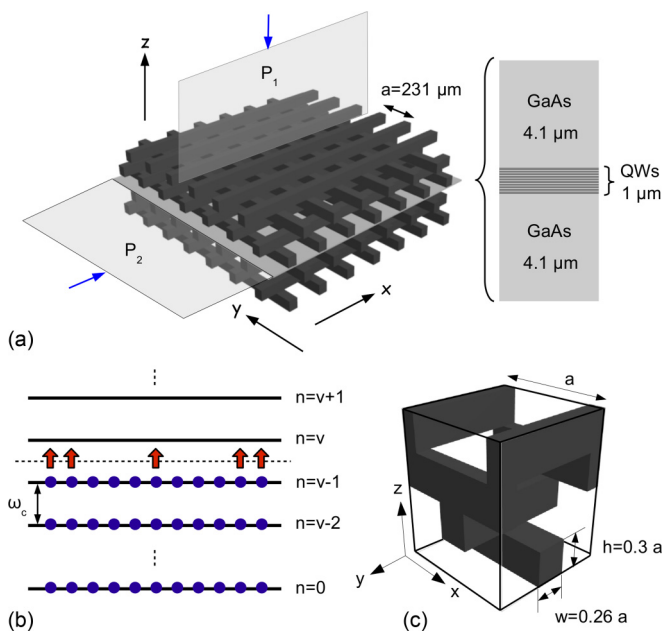 z
P1
a=231 μm
GaAs
4.1 μm
QWs
1 μm
GaAs
4.1 μm
P2
y
x
(a)
n=ν+1
n=ν
n=ν-1
ωc
n=ν-2
n=0
(b)
a
z
y
x
h=0.3 a
w=0.26 a
(c)